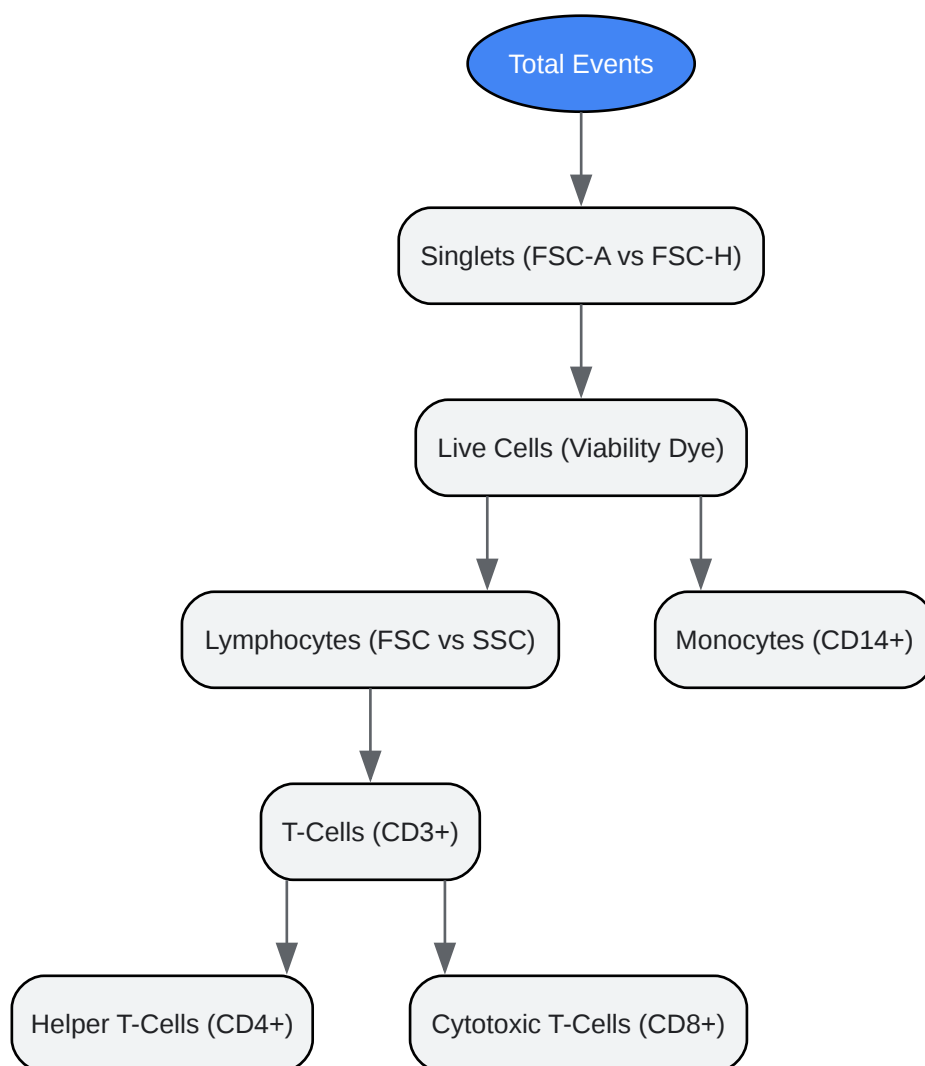 Total Events
Singlets (FSC-A vs FSC-H)
Live Cells (Viability Dye)
Lymphocytes (FSC vs SSC)
Monocytes (CD14+)
T-Cells (CD3+)
Helper T-Cells (CD4+)
Cytotoxic T-Cells (CD8+)